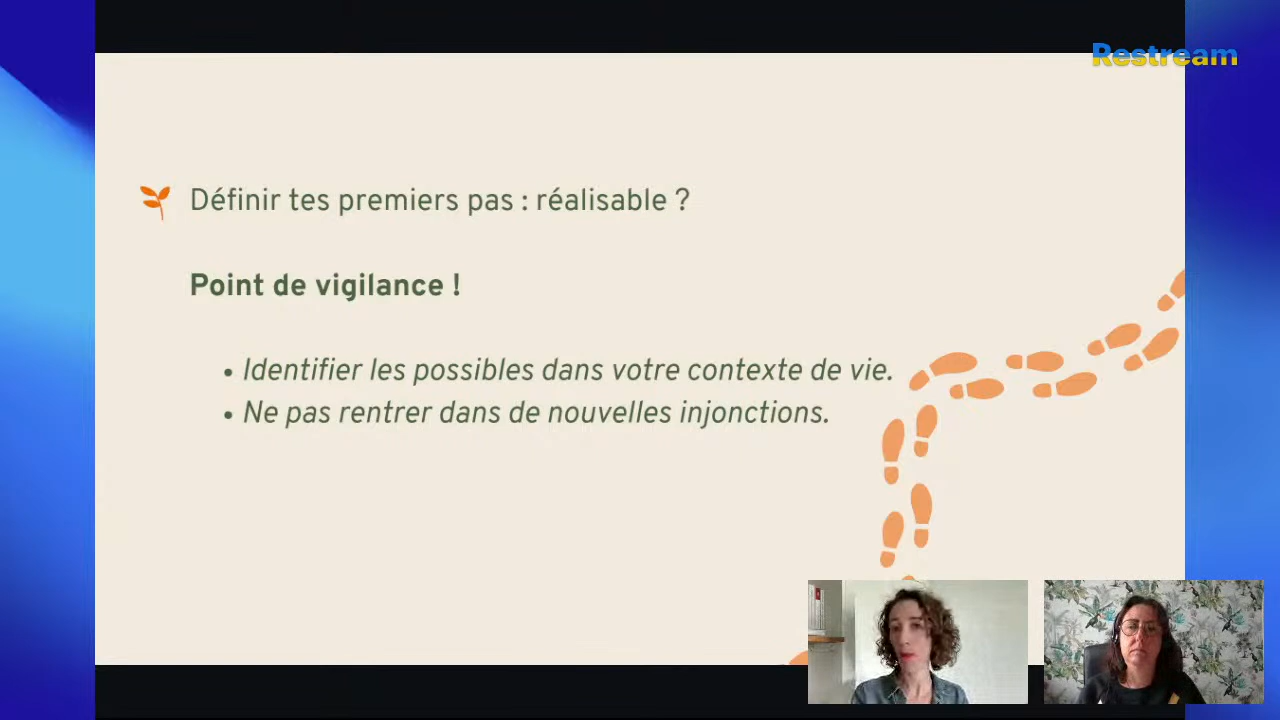 Restream
Définir tes premiers pas : réalisable ?
Point de vigilance !
• Identifier les possibles dans votre contexte de vie.
• Ne pas rentrer dans de nouvelles injonctions.